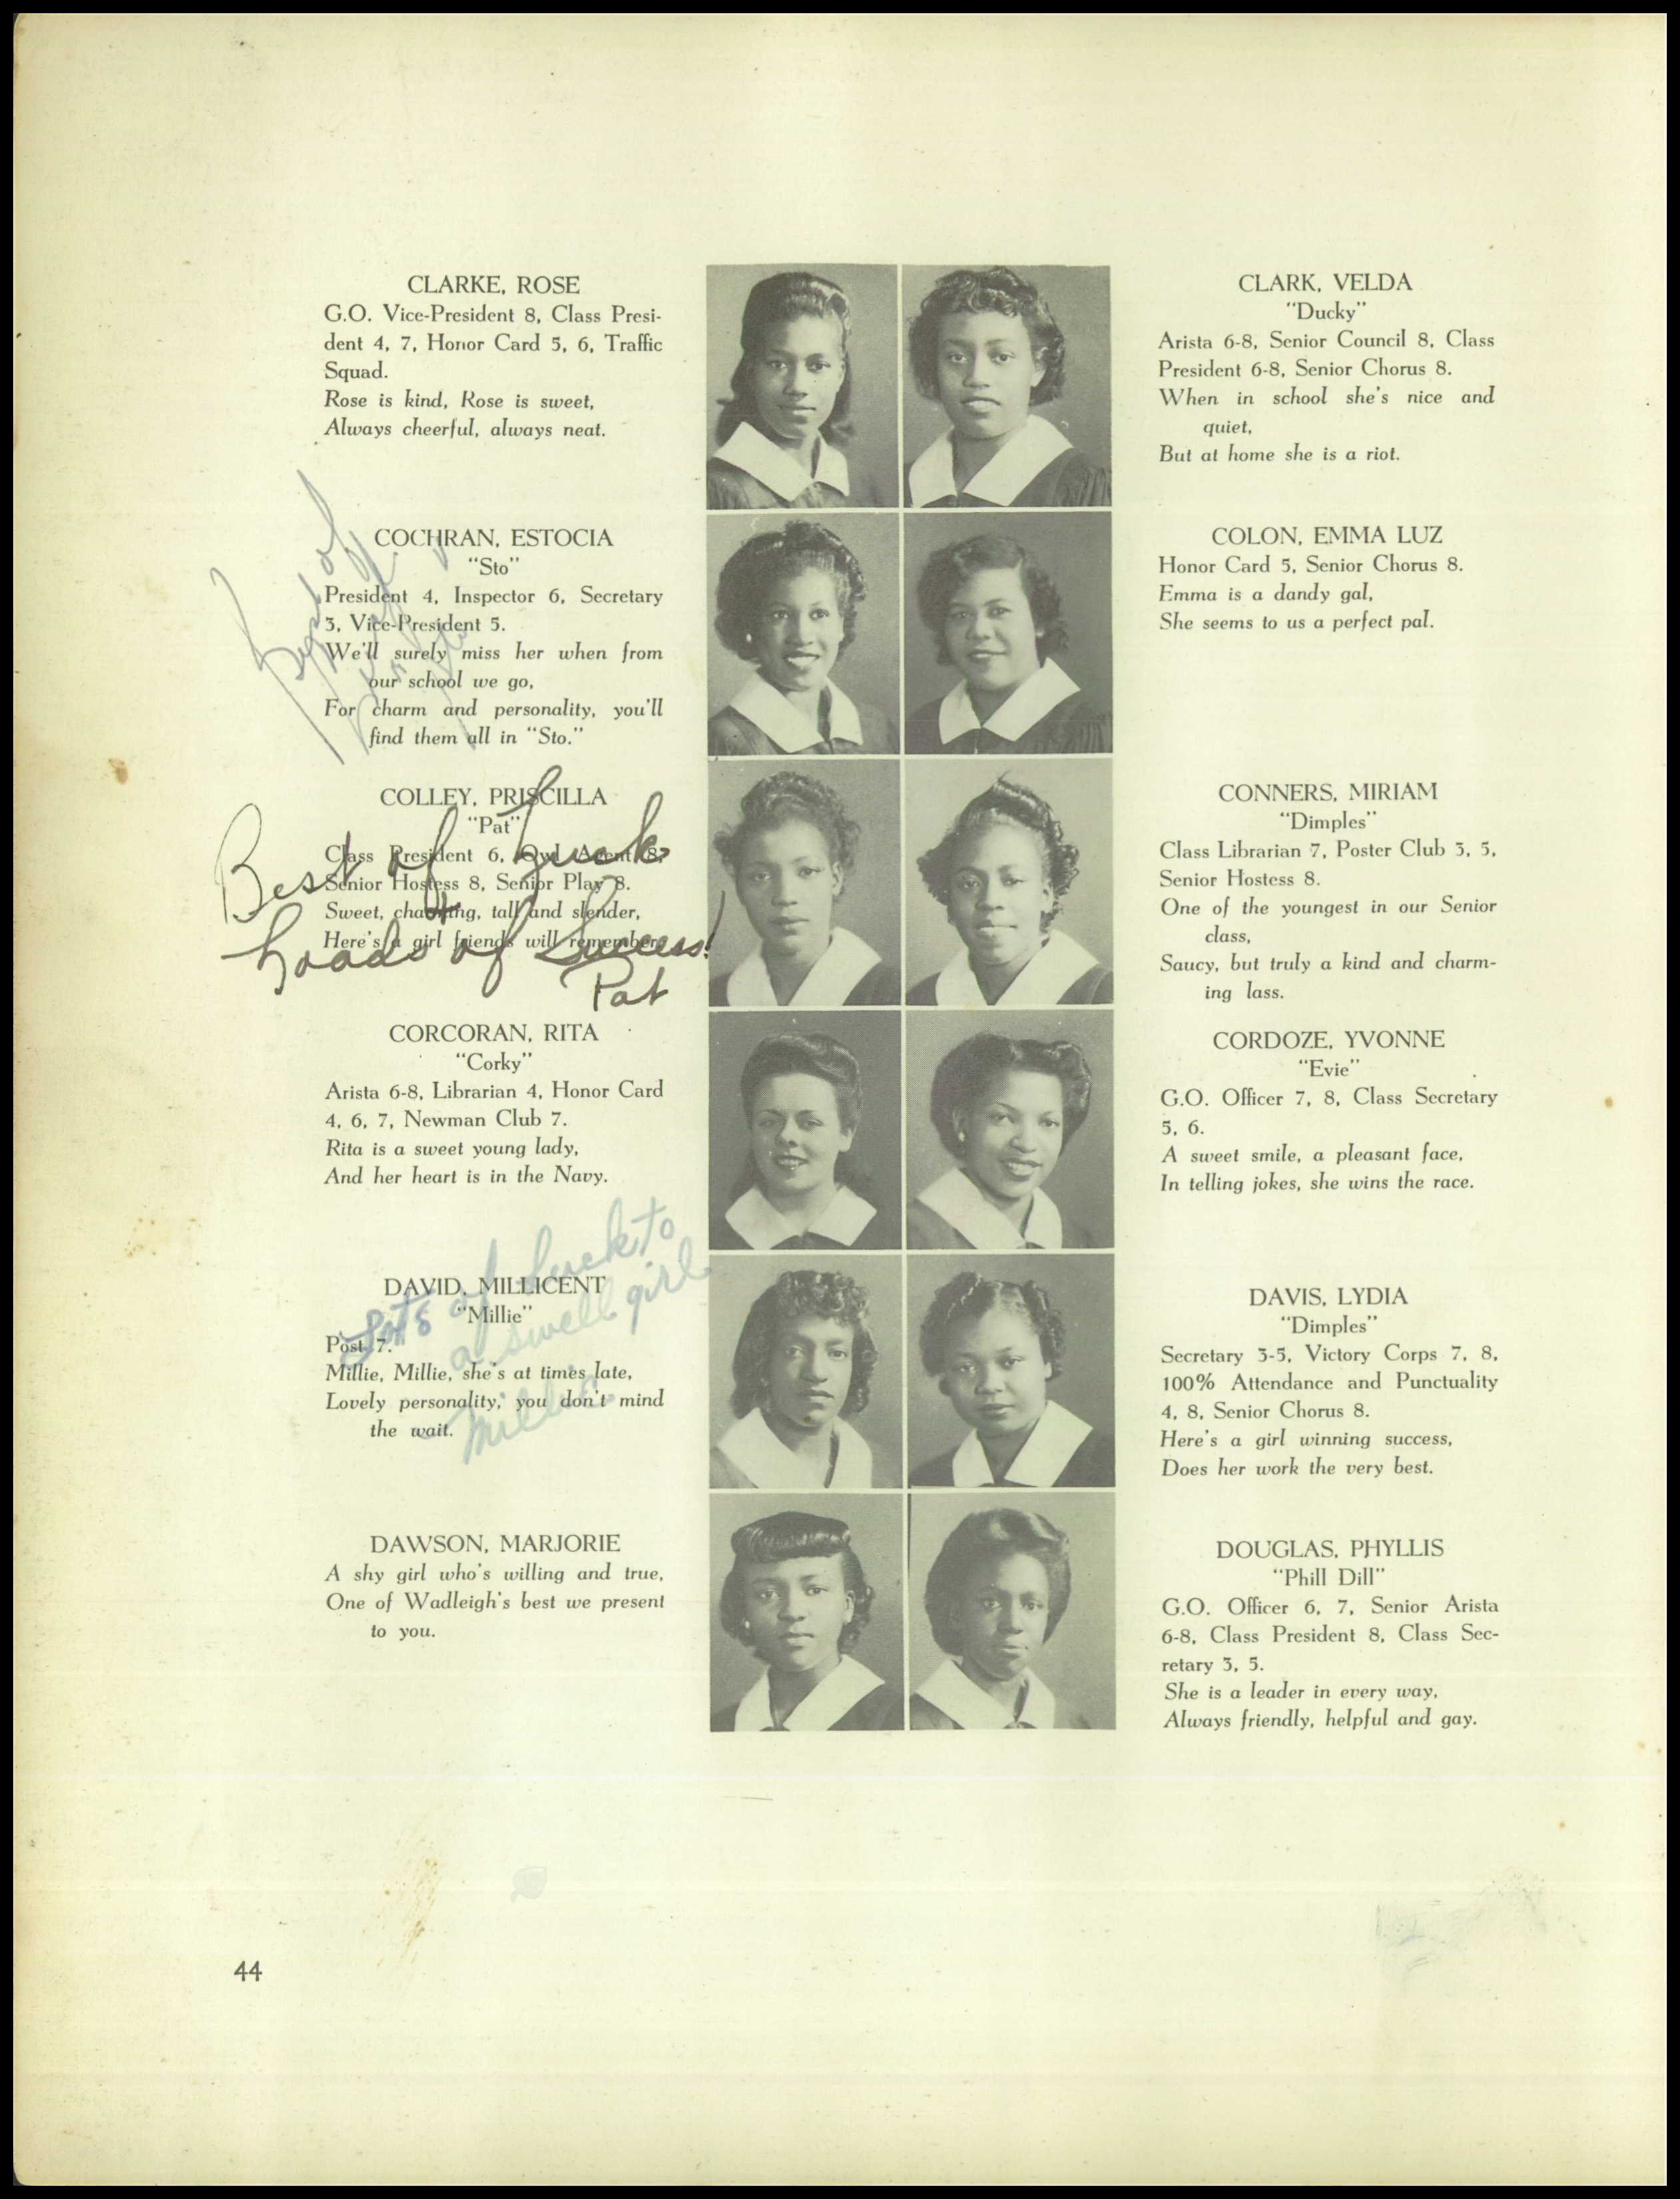 CLARKE, ROSE
G.O. Vice-President 8, Class Presi-
dent 4, 7, Honor Card 5, 6, Traffic
Squad.
Rose is kind, Rose is sweet,
Always cheerful, always neat.
COCHRAN, ESTOCIA
"Sto"
President 4, Inspector 6, Secretary
3, Vice-President 5.
We'll surely miss her when from
our school we go,
For charm and personality, you'll
find them all in "Sto."
COLLEY, PRISCILLA
"Pat"
Class President 6, Owl Agent 8,
Senior Hostess 8, Senior Play 8.
Sweet, charming, tall and slender,
Here's a girl friends will remember.
Best of Luck
+
Loads of Success!
Pat
CORCORAN, RITA
"Corky"
Arista 6-8, Librarian 4, Honor Card
4, 6, 7, Newman Club 7.
Rita is a sweet young lady,
And her heart is in the Navy.
DAVID, MILLICENT
"Millie"
Post 7.
Millie, Millie, she's at times late,
Lovely personality, you don't mind
the wait.
Lots of luck to
a swell girl
Millie
DAWSON, MARJORIE
A shy girl who's willing and true,
One of Wadleigh's best we present
to you.
CLARK, VELDA
"Ducky"
Arista 6-8, Senior Council 8, Class
President 6-8, Senior Chorus 8.
When in school she's nice and
quiet,
But at home she is a riot.
COLON, EMMA LUZ
Honor Card 5, Senior Chorus 8.
Emma is a dandy gal,
She seems to us a perfect pal.
CONNERS, MIRIAM
"Dimples"
Class Librarian 7, Poster Club 3, 5,
Senior Hostess 8.
One of the youngest in our Senior
class,
Saucy, but truly a kind and charm-
ing lass.
CORDOZE, YVONNE
"Evie"
G.O. Officer 7, 8, Class Secretary
5, 6.
A sweet smile, a pleasant face,
In telling jokes, she wins the race.
DAVIS, LYDIA
"Dimples"
Secretary 3-5, Victory Corps 7, 8,
100% Attendance and Punctuality
4, 8, Senior Chorus 8.
Here's a girl winning success,
Does her work the very best.
DOUGLAS, PHYLLIS
"Phill Dill"
G.O. Officer 6, 7, Senior Arista
6-8, Class President 8, Class Sec-
retary 3, 5.
She is a leader in every way,
Always friendly, helpful and gay.
44